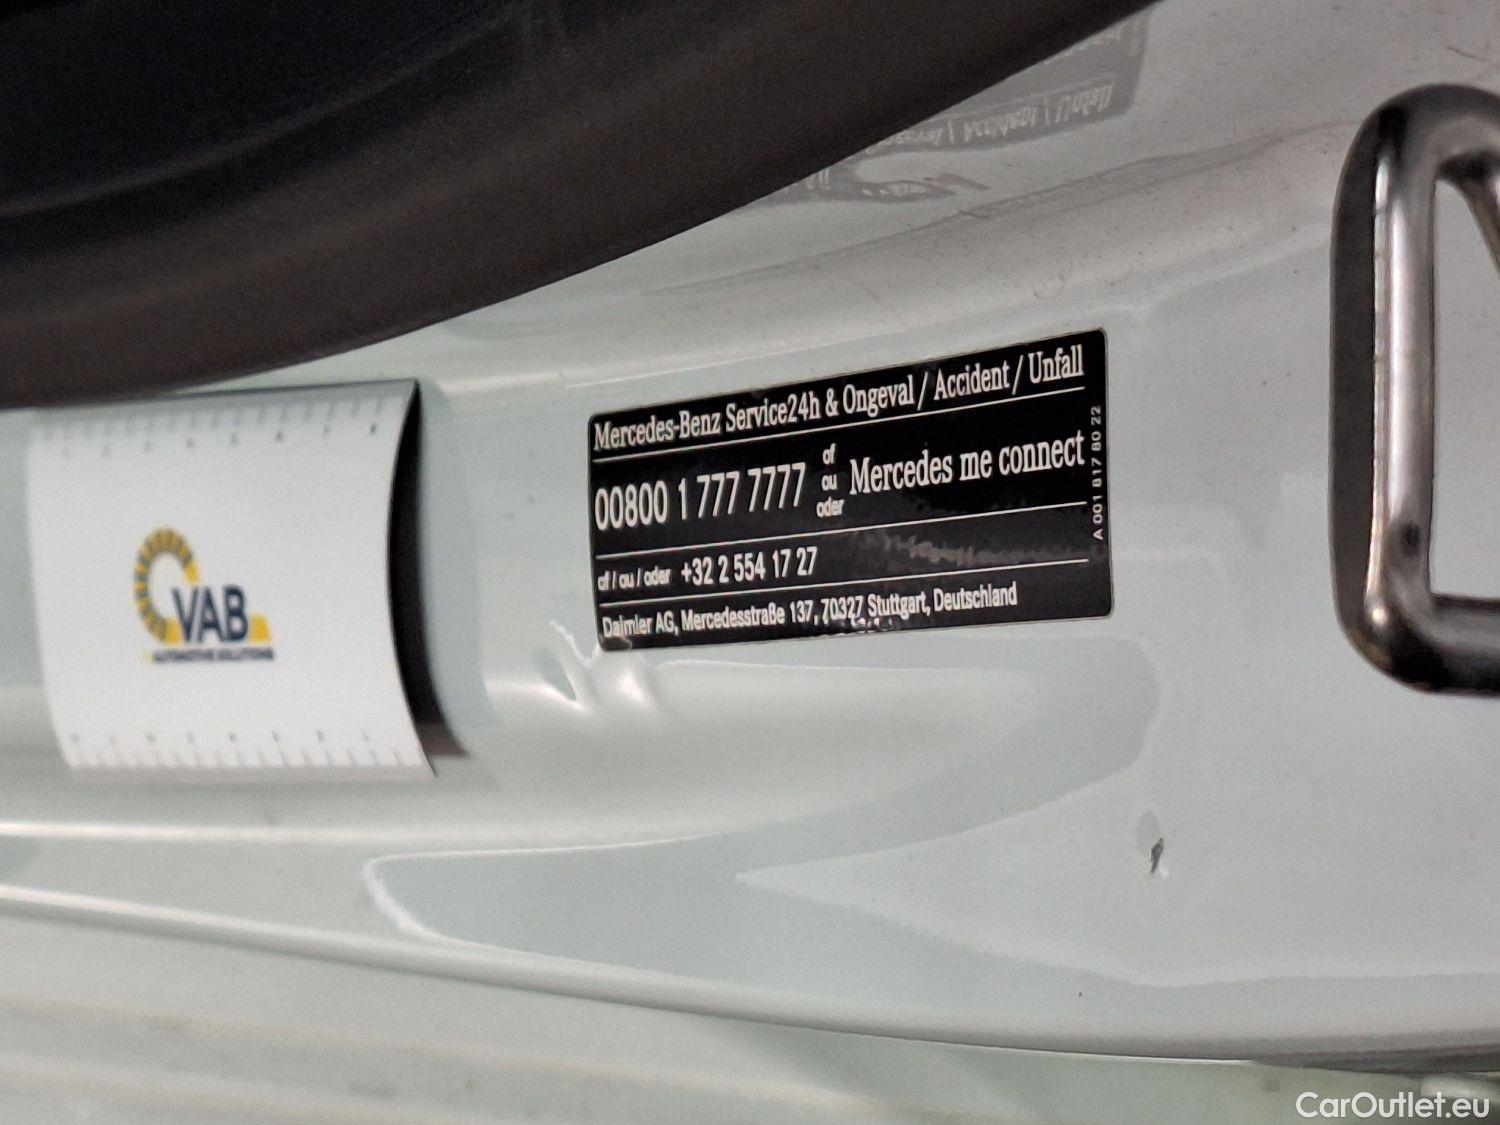 Mercedes-Benz Service24h & Ongeval / Accident / Unfall
00800 1 777 7777
of
ou
oder
Mercedes me connect
of / ou / oder +32 2 554 17 27
Daimler AG, Mercedesstraße 137, 70327 Stuttgart, Deutschland
A 001 817 80 22
VAB
AUTOMOTIVE SOLUTIONS
CarOutlet.eu